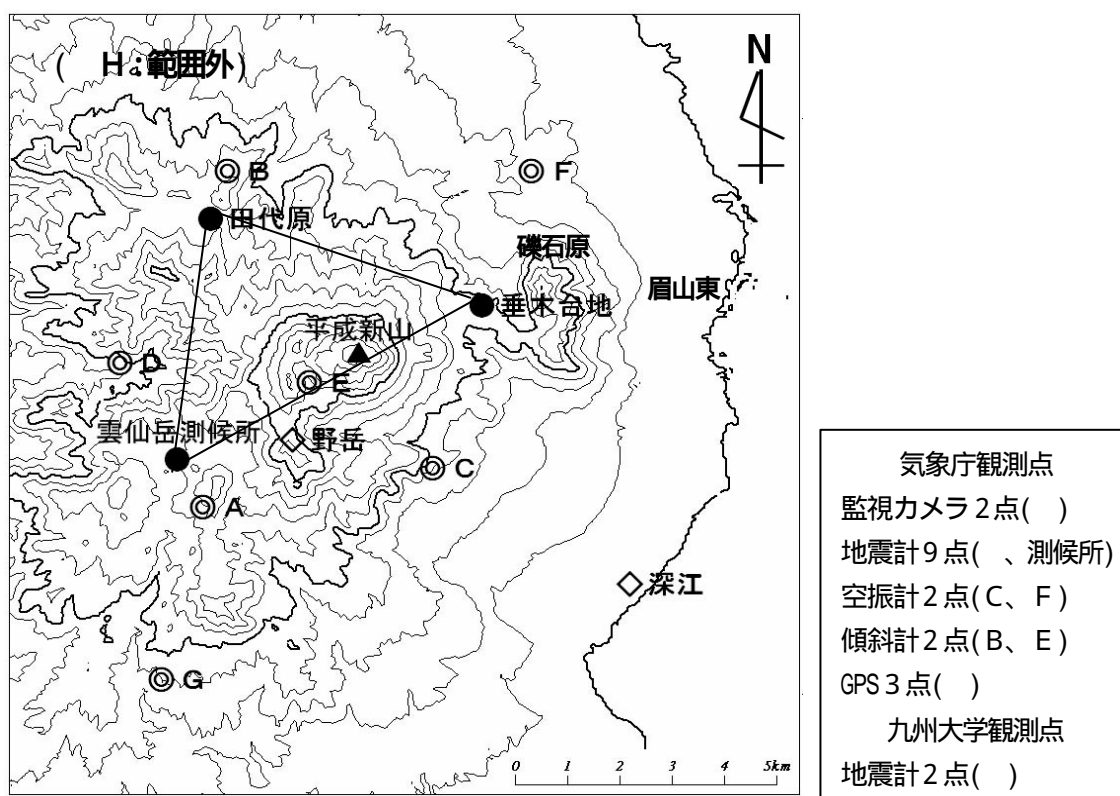 ( H:範囲外)
N
B
F
田代原
礫石原
眉山東
垂木台地
平成新山
D
E
雲仙岳測候所
野岳
C
A
深江
G
0 1 2 3 4 5km
気象庁観測点
監視カメラ2点( )
地震計9点( 、測候所)
空振計2点(C、F)
傾斜計2点(B、E)
GPS3点( )
九州大学観測点
地震計2点( )